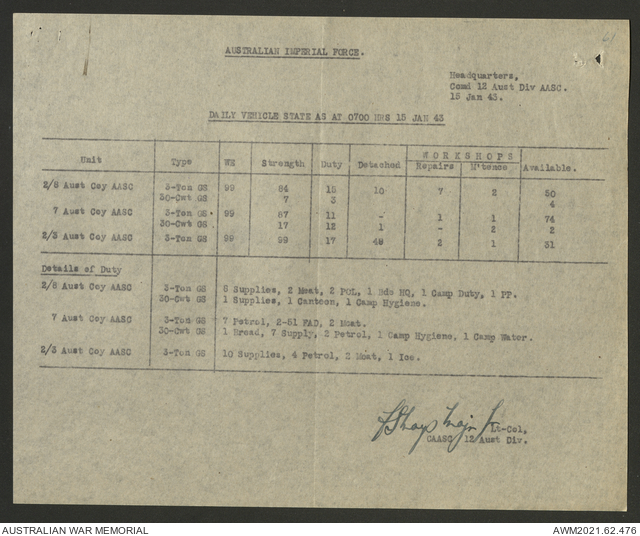 AUSTRALIAN IMPERIAL FORCE.
Headquarters,
Comd 12 Aust Div AASC.
15 Jan 43.
DAILY VEHICLE STATE AS AT 0700 HRS 15 JAN 43
Unit Type WE Strength Duty Detached WORKSHOPS Repairs M'tence Available.
2/6 Aust Coy AASC 3-Ton GS 99 84 15 10 7 2 50
30-Cwt GS 7 3 4
7 Aust Coy AASC 3-Ton GS 99 87 11 - 1 1 74
30-Cwt GS 17 12 1 - 2 2
2/3 Aust Coy AASC 3-Ton GS 99 99 17 48 2 1 31
Details of Duty
2/6 Aust Coy AASC 3-Ton GS 8 Supplies, 2 Meat, 2 POL, 1 Bde HQ, 1 Camp Duty, 1 PP.
30-Cwt GS 1 Supplies, 1 Canteen, 1 Camp Hygiene.
7 Aust Coy AASC 3-Ton GS 7 Petrol, 2-51 FAD, 2 Meat.
30-Cwt GS 1 Bread, 7 Supply, 2 Petrol, 1 Camp Hygiene, 1 Camp Water.
2/3 Aust Coy AASC 3-Ton GS 10 Supplies, 4 Petrol, 2 Meat, 1 Ice.
Major
Lt-Col,
CAASC 12 Aust Div.
AUSTRALIAN WAR MEMORIAL
AWM2021.62.476